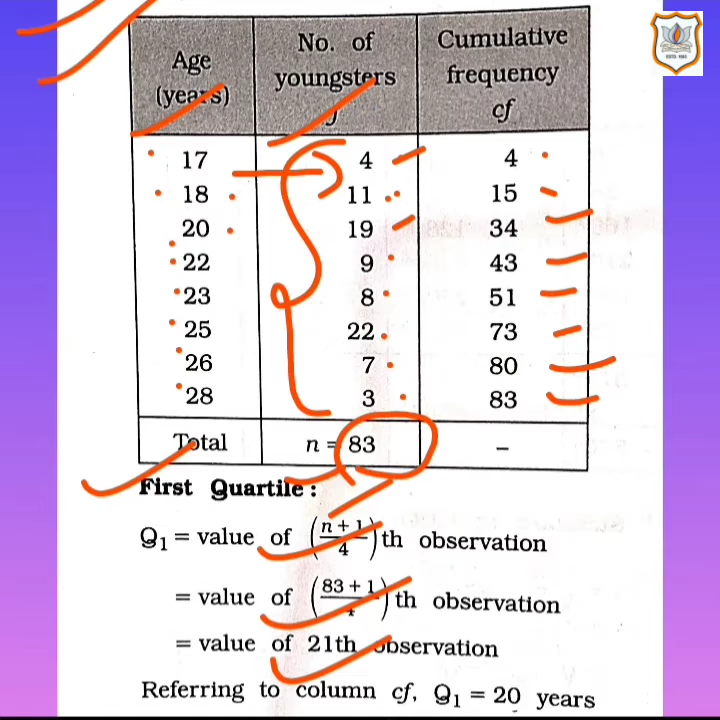 Age (years) No. of youngsters f Cumulative frequency cf
17 4 4
18 11 15
20 19 34
22 9 43
23 8 51
25 22 73
26 7 80
28 3 83
Total n = 83 –
First Quartile :
Q1 = value of (n + 1 / 4)th observation
= value of (83 + 1 / 4)th observation
= value of 21th observation
Referring to column cf, Q1 = 20 years